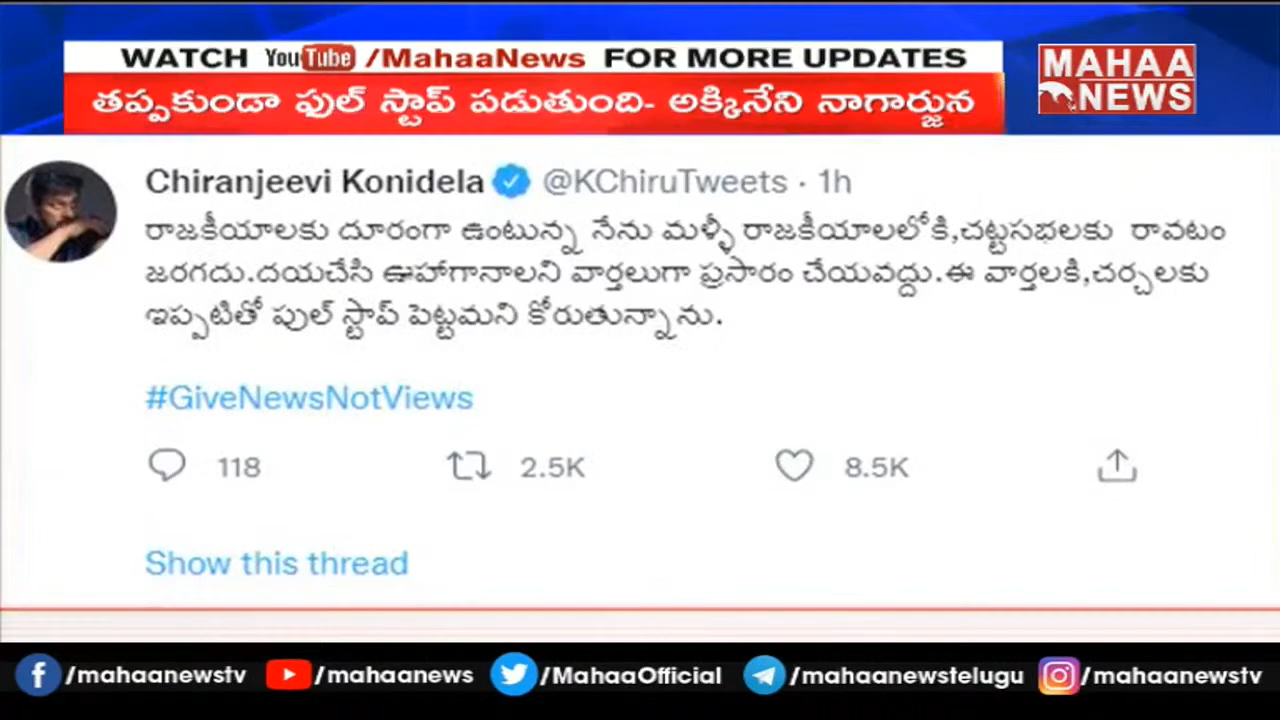 WATCH YouTube /MahaaNews FOR MORE UPDATES
MAHAA NEWS
తప్పకుండా ఫుల్ స్టాప్ పడుతుంది- అక్కినేని నాగార్జున
Chiranjeevi Konidela @KChiruTweets · 1h
రాజకీయాలకు దూరంగా ఉంటున్న నేను మళ్ళీ రాజకీయాలలోకి,చట్టసభలకు రావటం
జరగదు.దయచేసి ఊహాగానాలని వార్తలుగా ప్రసారం చేయవద్దు.ఈ వార్తలకి,చర్చలకు
ఇప్పటితో పుల్ స్టాప్ పెట్టమని కోరుతున్నాను.
#GiveNewsNotViews
118 2.5K 8.5K
Show this thread
/mahaanewstv /mahaanews /MahaaOfficial /mahaanewstelugu /mahaanewstv